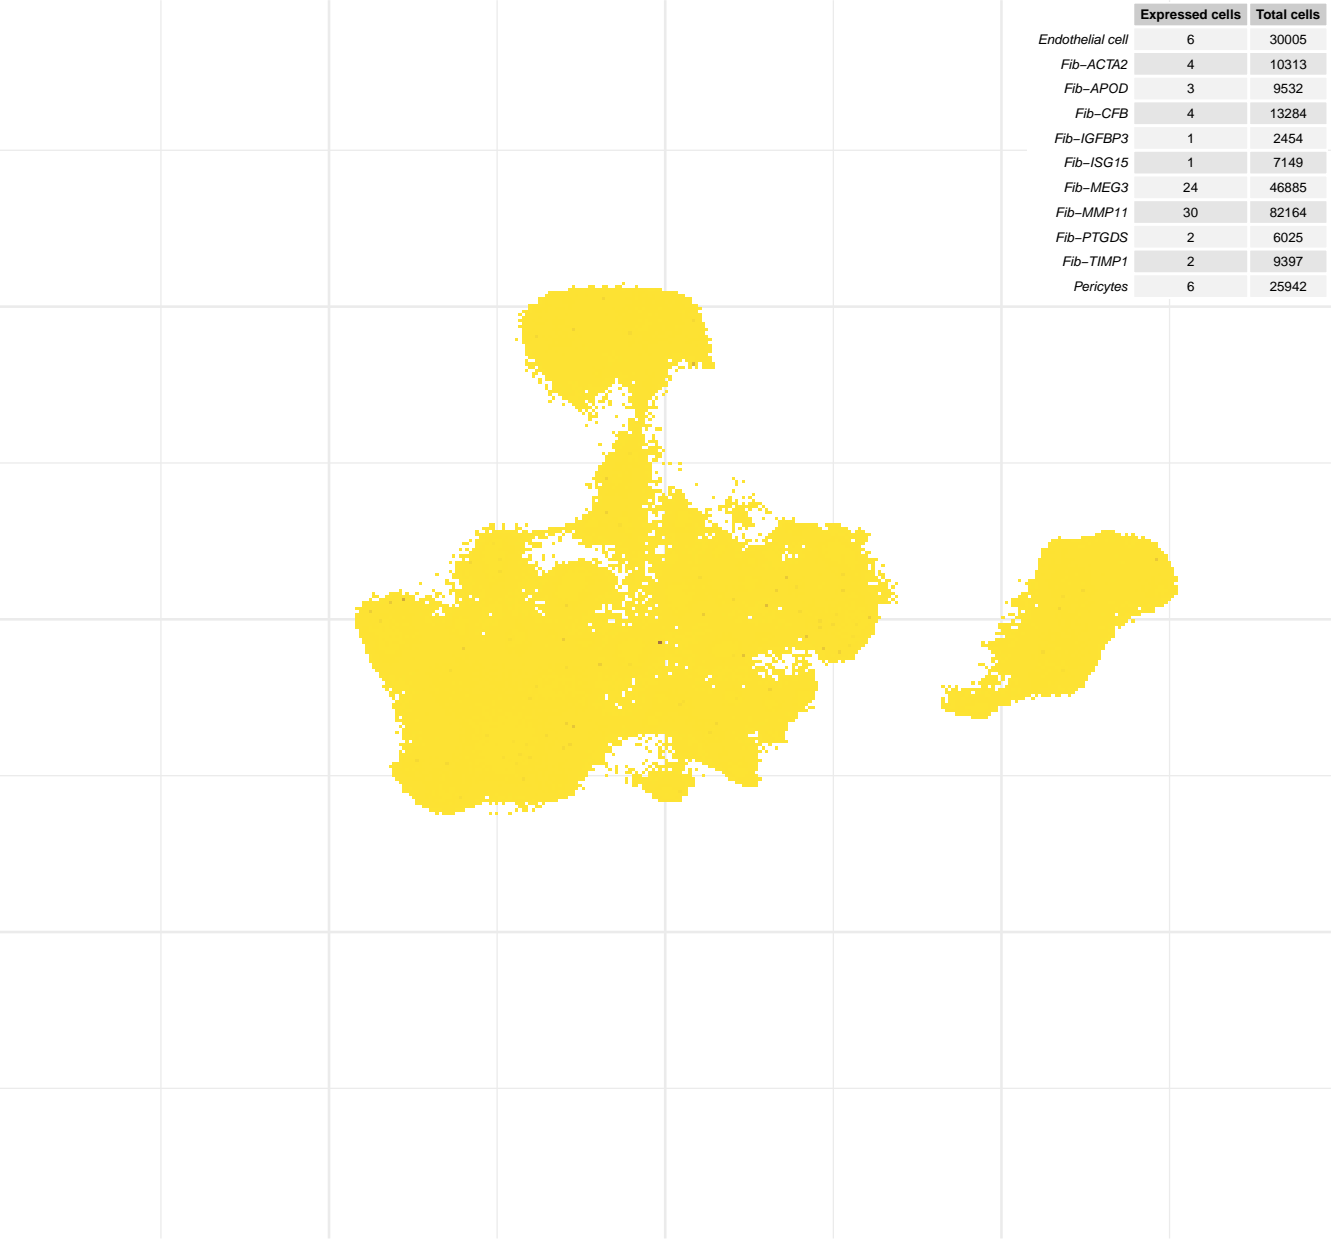 Expressed cells Total cells
Endothelial cell 6 30005
Fib−ACTA2 4 10313
Fib−APOD 3 9532
Fib−CFB 4 13284
Fib−IGFBP3 1 2454
Fib−ISG15 1 7149
Fib−MEG3 24 46885
Fib−MMP11 30 82164
Fib−PTGDS 2 6025
Fib−TIMP1 2 9397
Pericytes 6 25942